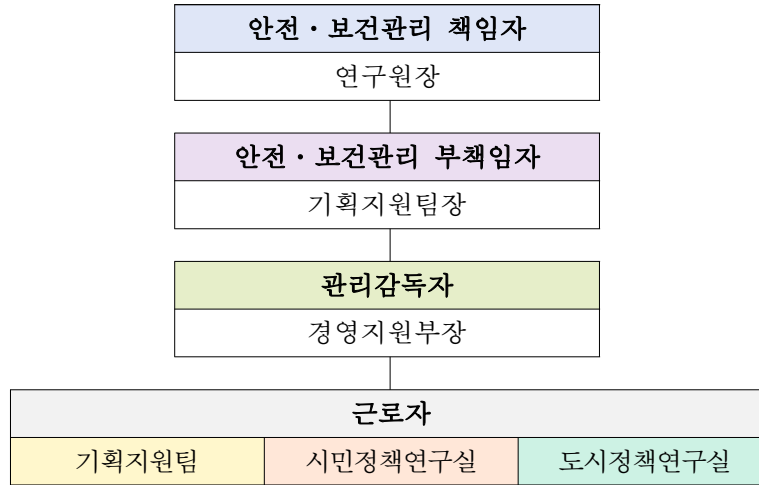 안전・보건관리 책임자
연구원장
안전・보건관리 부책임자
기획지원팀장
관리감독자
경영지원부장
근로자
기획지원팀 시민정책연구실 도시정책연구실